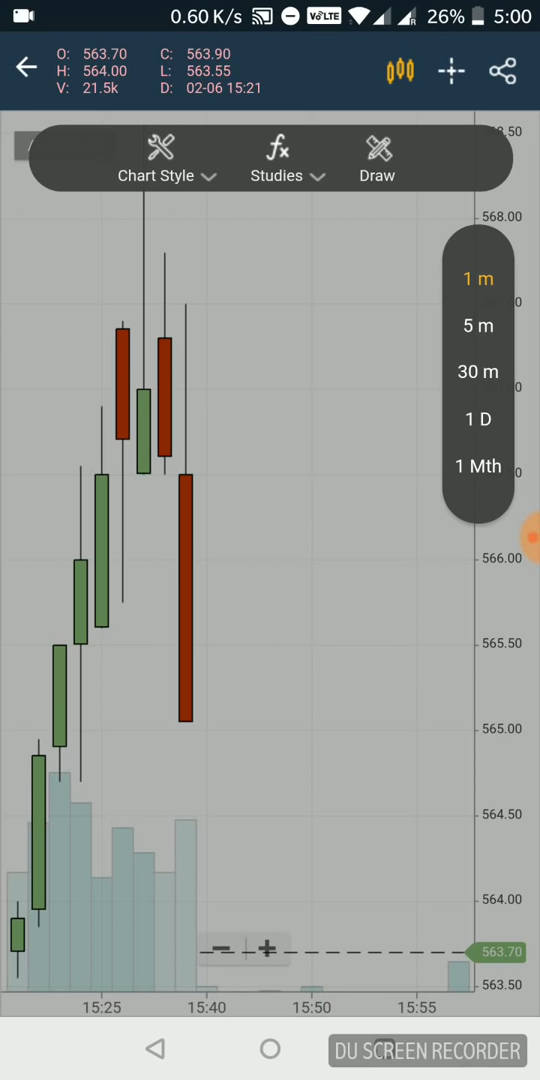 0.60 K/s VoLTE R 26% 5:00
O: 563.70 C: 563.90
H: 564.00 L: 563.55
V: 21.5k D: 02-06 15:21
Chart Style Studies Draw
568.00
1 m
5 m
30 m
1 D
1 Mth
566.00
565.50
565.00
564.50
564.00
563.70
563.50
15:25 15:40 15:50 15:55
DU SCREEN RECORDER